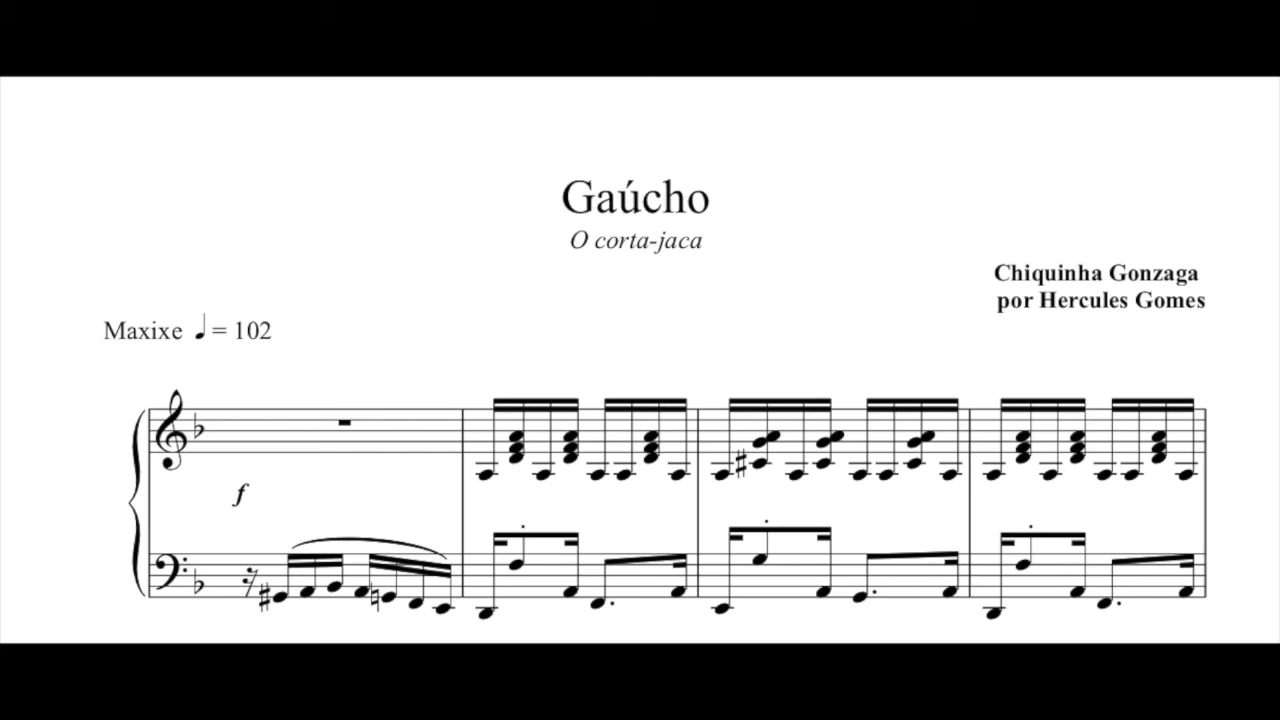 Gaúcho
O corta-jaca
Chiquinha Gonzaga
por Hercules Gomes
Maxixe ♩ = 102
f